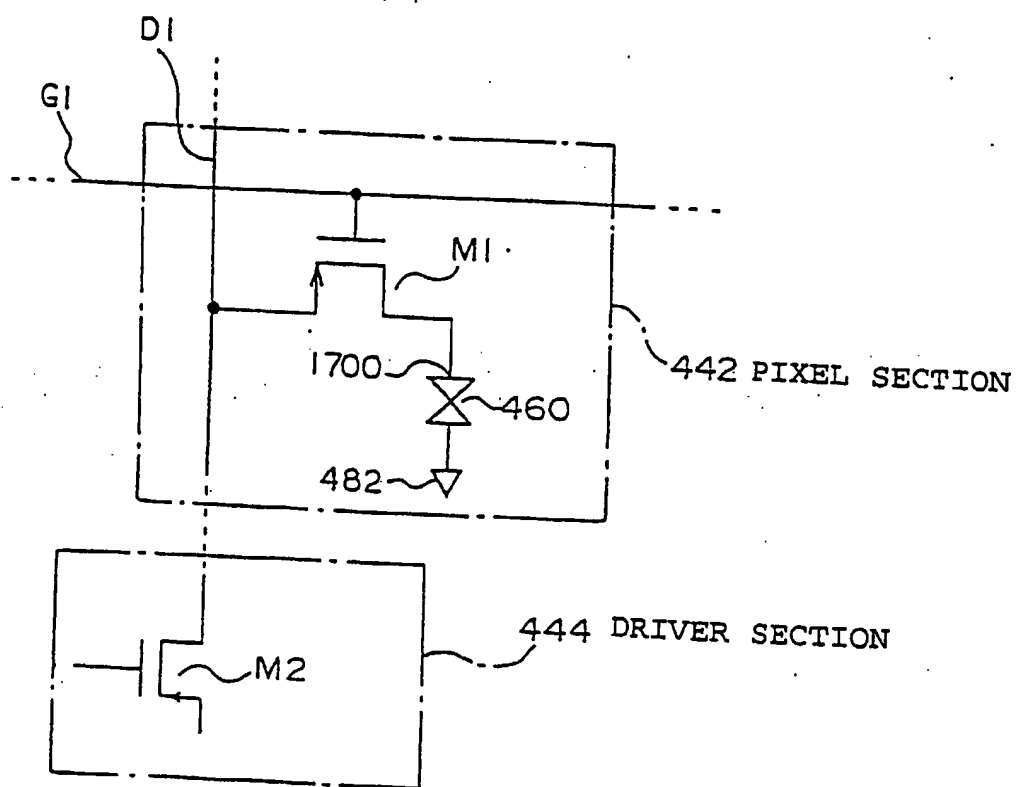 D1
G1
M1
1700
460
442 PIXEL SECTION
482
444 DRIVER SECTION
M2